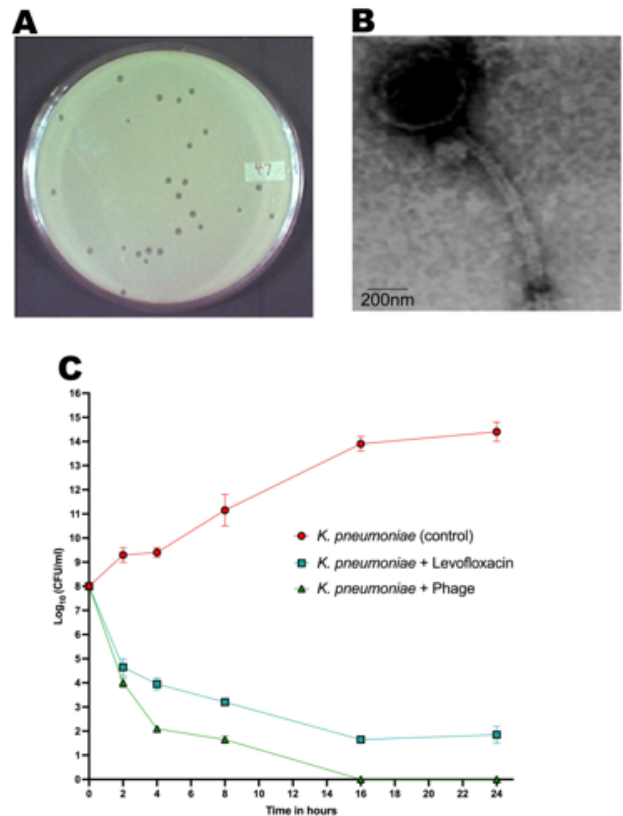 A
B
47
200nm
C
16
15
14
13
12
11
10
9
8
7
6
5
4
3
2
1
0
Log10 (CFU/ml)
K. pneumoniae (control)
K. pneumoniae + Levofloxacin
K. pneumoniae + Phage
0 2 4 6 8 10 12 14 16 18 20 22 24
Time in hours